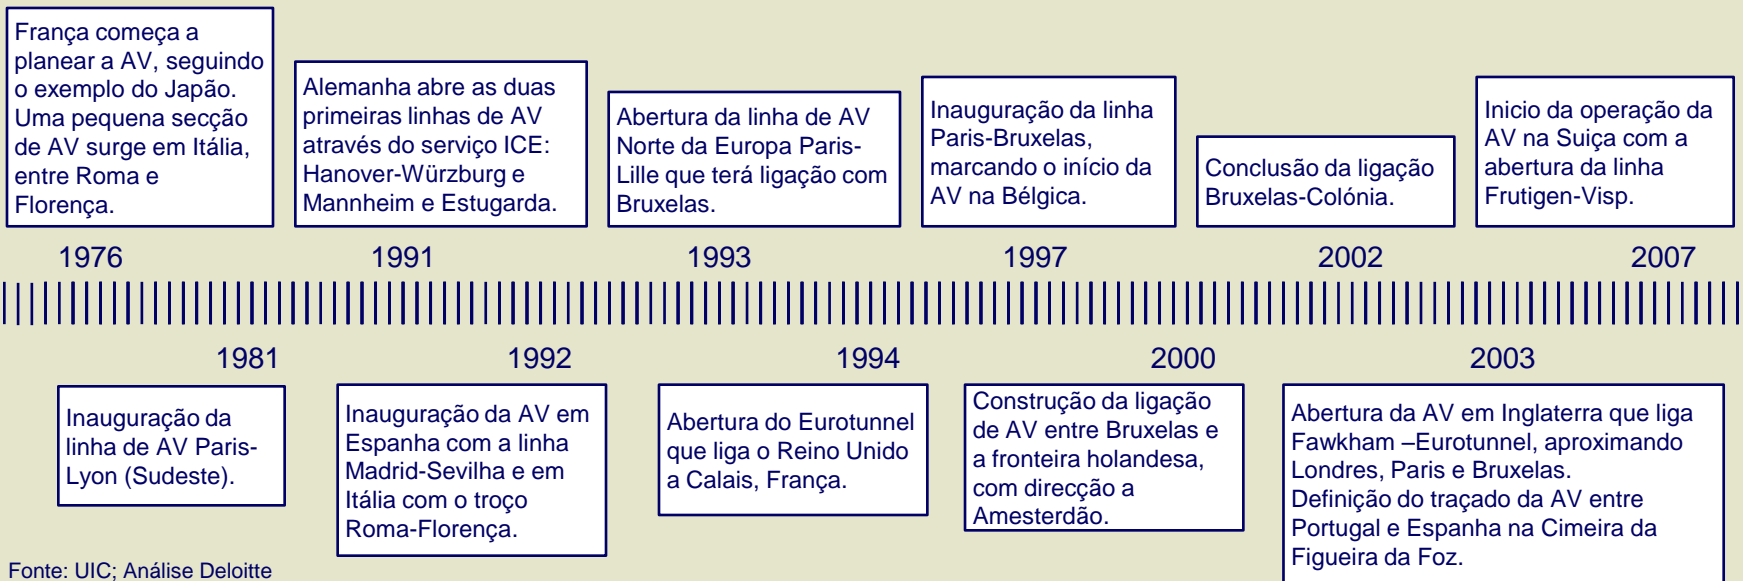 França começa a
planear a AV, seguindo
o exemplo do Japão.
Uma pequena secção
de AV surge em Itália,
entre Roma e
Florença.
Alemanha abre as duas
primeiras linhas de AV
através do serviço ICE:
Hanover-Würzburg e
Mannheim e Estugarda.
Abertura da linha de AV
Norte da Europa Paris-
Lille que terá ligação com
Bruxelas.
Inauguração da linha
Paris-Bruxelas,
marcando o início da
AV na Bélgica.
Conclusão da ligação
Bruxelas-Colónia.
Inicio da operação da
AV na Suiça com a
abertura da linha
Frutigen-Visp.
1976
1991
1993
1997
2002
2007
1981
1992
1994
2000
2003
Inauguração da
linha de AV Paris-
Lyon (Sudeste).
Inauguração da AV em
Espanha com a linha
Madrid-Sevilha e em
Itália com o troço
Roma-Florença.
Abertura do Eurotunnel
que liga o Reino Unido
a Calais, França.
Construção da ligação
de AV entre Bruxelas e
a fronteira holandesa,
com direcção a
Amesterdão.
Abertura da AV em Inglaterra que liga
Fawkham –Eurotunnel, aproximando
Londres, Paris e Bruxelas.
Definição do traçado da AV entre
Portugal e Espanha na Cimeira da
Figueira da Foz.
Fonte: UIC; Análise Deloitte